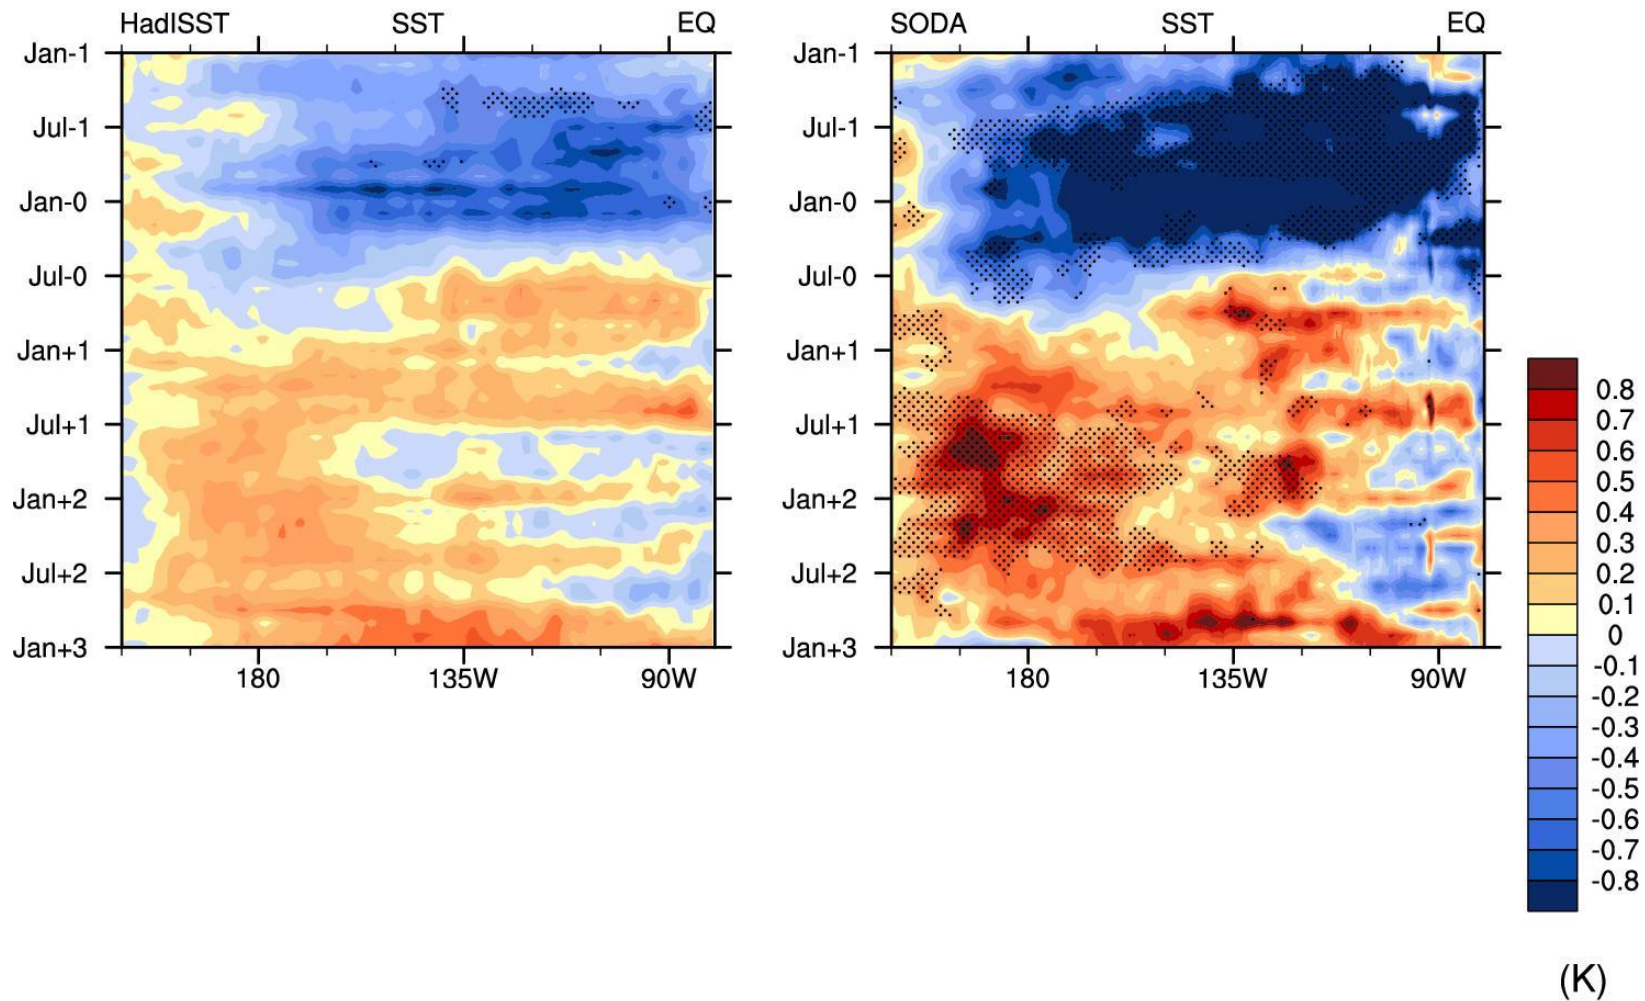 HadISST SST EQ
Jan-1
Jul-1
Jan-0
Jul-0
Jan+1
Jul+1
Jan+2
Jul+2
Jan+3
180 135W 90W
SODA SST EQ
Jan-1
Jul-1
Jan-0
Jul-0
Jan+1
Jul+1
Jan+2
Jul+2
Jan+3
180 135W 90W
0.8
0.7
0.6
0.5
0.4
0.3
0.2
0.1
0
-0.1
-0.2
-0.3
-0.4
-0.5
-0.6
-0.7
-0.8
(K)